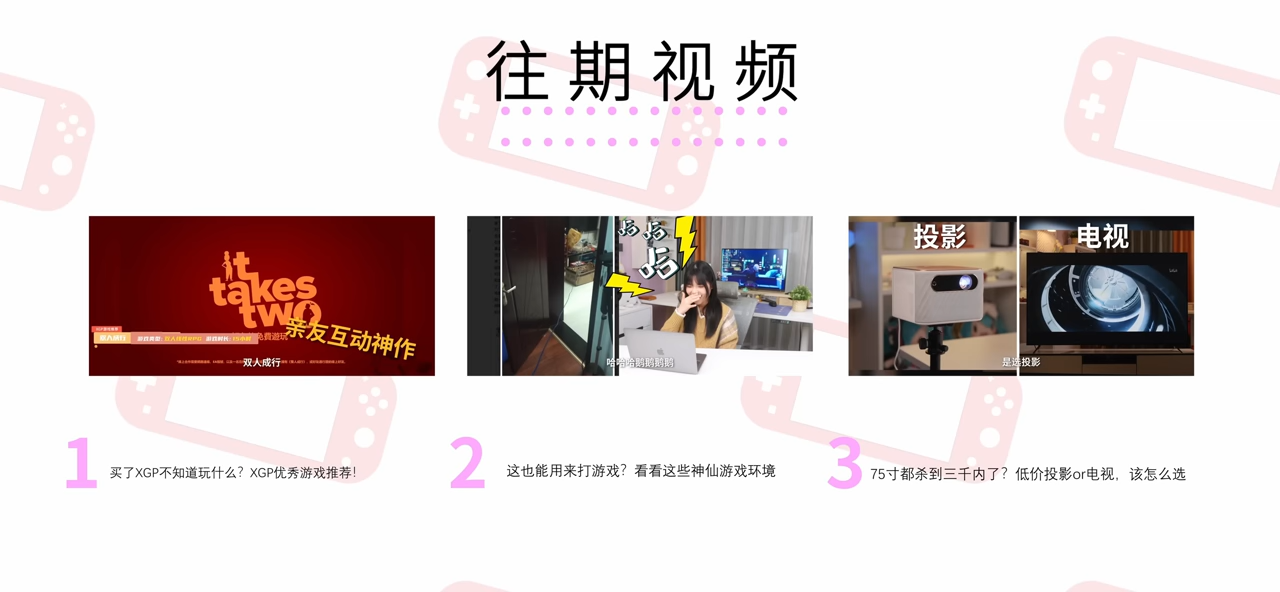 往期视频
it
takes
two
亲友互动神作
双人成行
双人成行
哈哈哈鹅鹅鹅鹅
投影
电视
是选投影
1
买了XGP不知道玩什么？XGP优秀游戏推荐！
2
这也能用来打游戏？看看这些神仙游戏环境
3
75寸都杀到三千内了？低价投影or电视，该怎么选